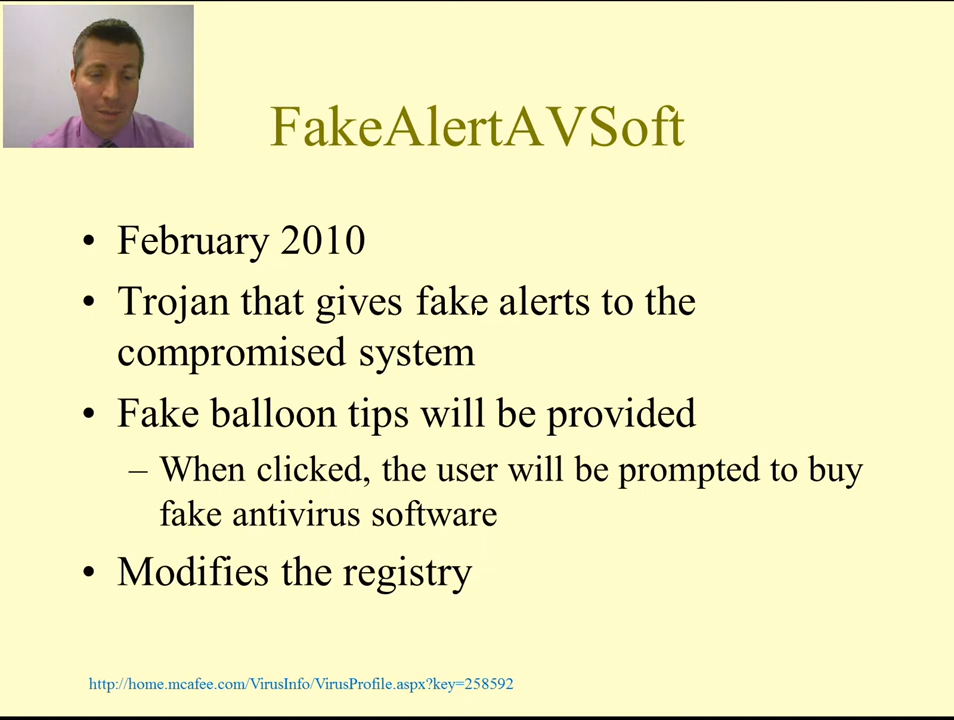 FakeAlertAVSoft
• February 2010
• Trojan that gives fake alerts to the
compromised system
• Fake balloon tips will be provided
– When clicked, the user will be prompted to buy
fake antivirus software
• Modifies the registry
http://home.mcafee.com/VirusInfo/VirusProfile.aspx?key=258592